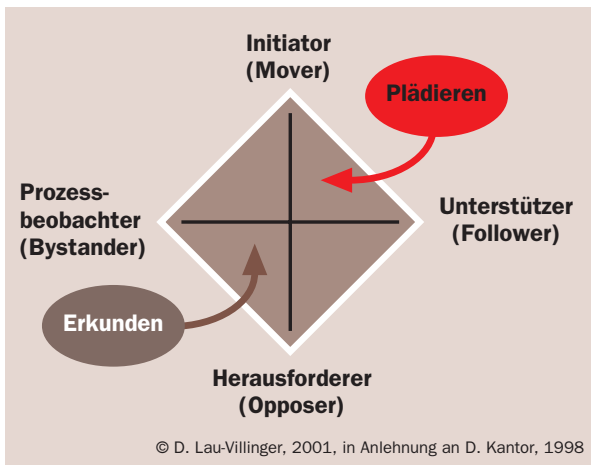 Initiator
(Mover)
Plädieren
Prozess-
beobachter
(Bystander)
Unterstützer
(Follower)
Erkunden
Herausforderer
(Opposer)
© D. Lau-Villinger, 2001, in Anlehnung an D. Kantor, 1998